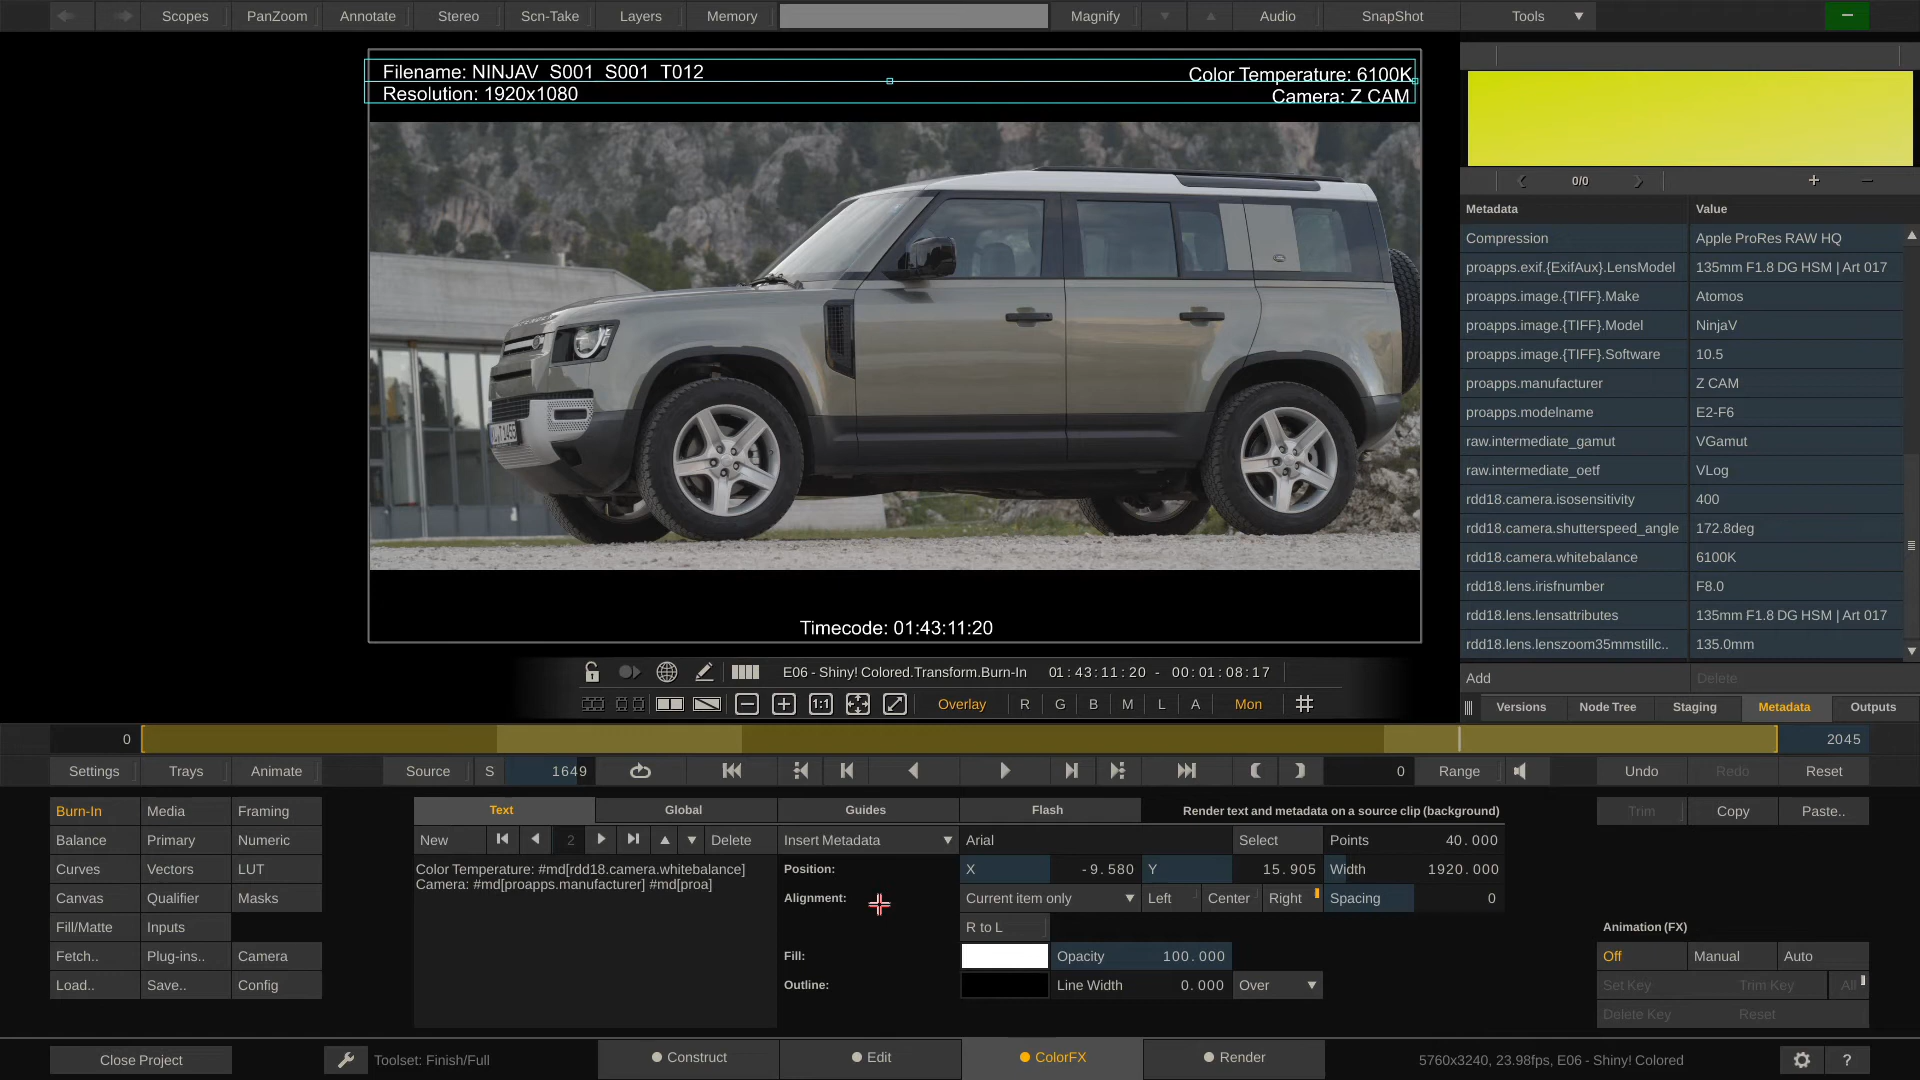 Scopes PanZoom Annotate Stereo Scn-Take Layers Memory Magnify Audio SnapShot Tools
Filename: NINJAV S001 S001 T012
Resolution: 1920x1080
Color Temperature: 6100K
Camera: Z CAM
Timecode: 01:43:11:20
0/0 + −
Metadata Value
Compression Apple ProRes RAW HQ
proapps.exif.{ExifAux}.LensModel 135mm F1.8 DG HSM | Art 017
proapps.image.{TIFF}.Make Atomos
proapps.image.{TIFF}.Model NinjaV
proapps.image.{TIFF}.Software 10.5
proapps.manufacturer Z CAM
proapps.modelname E2-F6
raw.intermediate_gamut VGamut
raw.intermediate_oetf VLog
rdd18.camera.isosensitivity 400
rdd18.camera.shutterspeed_angle 172.8deg
rdd18.camera.whitebalance 6100K
rdd18.lens.irisfnumber F8.0
rdd18.lens.lensattributes 135mm F1.8 DG HSM | Art 017
rdd18.lens.lenszoom35mmstillc.. 135.0mm
Add Delete
Versions Node Tree Staging Metadata Outputs
E06 - Shiny! Colored.Transform.Burn-In 01:43:11:20 - 00:01:08:17
1:1 Overlay R G B M L A Mon
0 2045
Settings Trays Animate Source S 1649 0 Range Undo Redo Reset
Burn-In Media Framing
Balance Primary Numeric
Curves Vectors LUT
Canvas Qualifier Masks
Fill/Matte Inputs
Fetch.. Plug-ins.. Camera
Load.. Save.. Config
Text Global Guides Flash Render text and metadata on a source clip (background)
New 2 Delete Insert Metadata Arial Select Points 40.000
Color Temperature: #md[rdd18.camera.whitebalance]
Camera: #md[proapps.manufacturer] #md[proa]
Position: X -9.580 Y 15.905 Width 1920.000
Alignment: Current item only Left Center Right Spacing 0
R to L
Fill: Opacity 100.000
Outline: Line Width 0.000 Over
Trim Copy Paste..
Animation (FX)
Off Manual Auto
Set Key Trim Key All
Delete Key Reset
Close Project Toolset: Finish/Full Construct Edit ColorFX Render 5760x3240, 23.98fps, E06 - Shiny! Colored ?